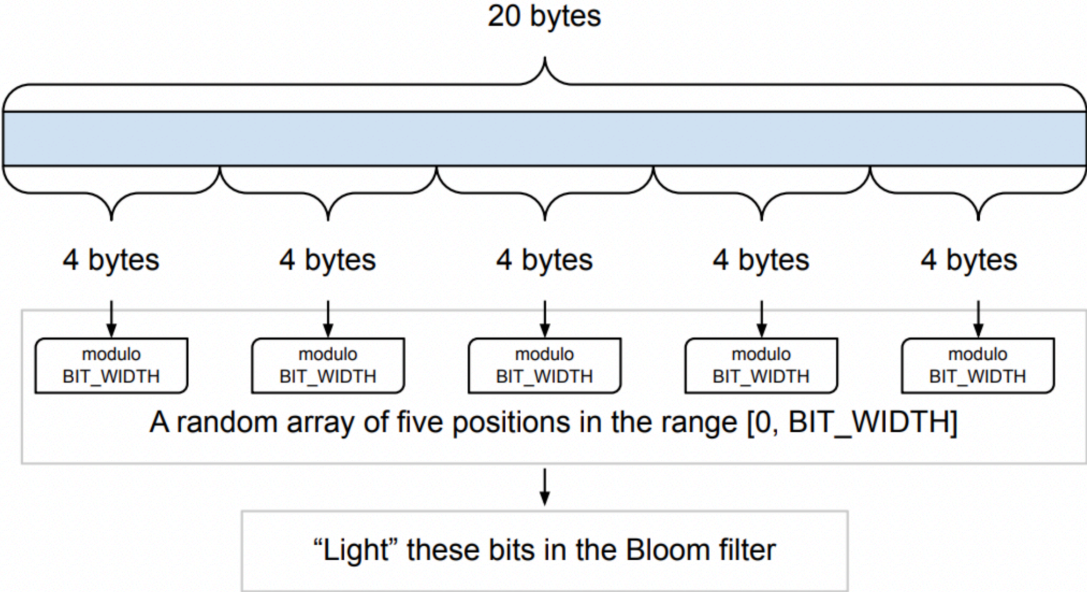 20 bytes
4 bytes
4 bytes
4 bytes
4 bytes
4 bytes
modulo
BIT_WIDTH
modulo
BIT_WIDTH
modulo
BIT_WIDTH
modulo
BIT_WIDTH
modulo
BIT_WIDTH
A random array of five positions in the range [0, BIT_WIDTH]
“Light” these bits in the Bloom filter